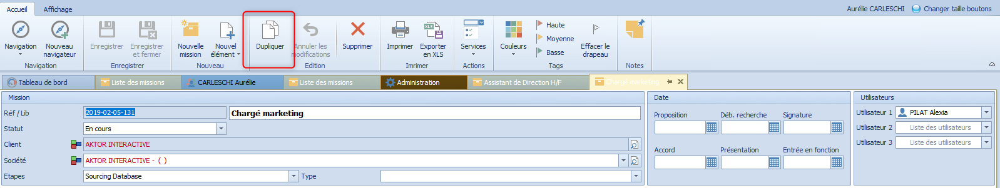 Accueil Affichage Aurélie CARLESCHI Changer taille boutons
Navigation Nouveau navigateur Enregistrer Enregistrer et fermer Nouvelle mission Nouvel élément Dupliquer Annuler les modifications Supprimer Imprimer Exporter en XLS Services Couleurs Haute Moyenne Basse Effacer le drapeau
Navigation Enregistrer Nouveau Edition Imprimer Actions Tags Notes
Tableau de bord Liste des missions CARLESCHI Aurélie Liste des missions Administration Assistant de Direction H/F Chargé marketing
Mission Date Utilisateurs
Réf / Lib 2019-02-05-131 Chargé marketing
Proposition Déb. recherche Signature
Utilisateur 1 PILAT Alexia
Statut En cours
Utilisateur 2 Liste des utilisateurs
Client AKTOR INTERACTIVE
Utilisateur 3 Liste des utilisateurs
Accord Présentation Entrée en fonction
Société AKTOR INTERACTIVE - ( )
Etapes Sourcing Database Type